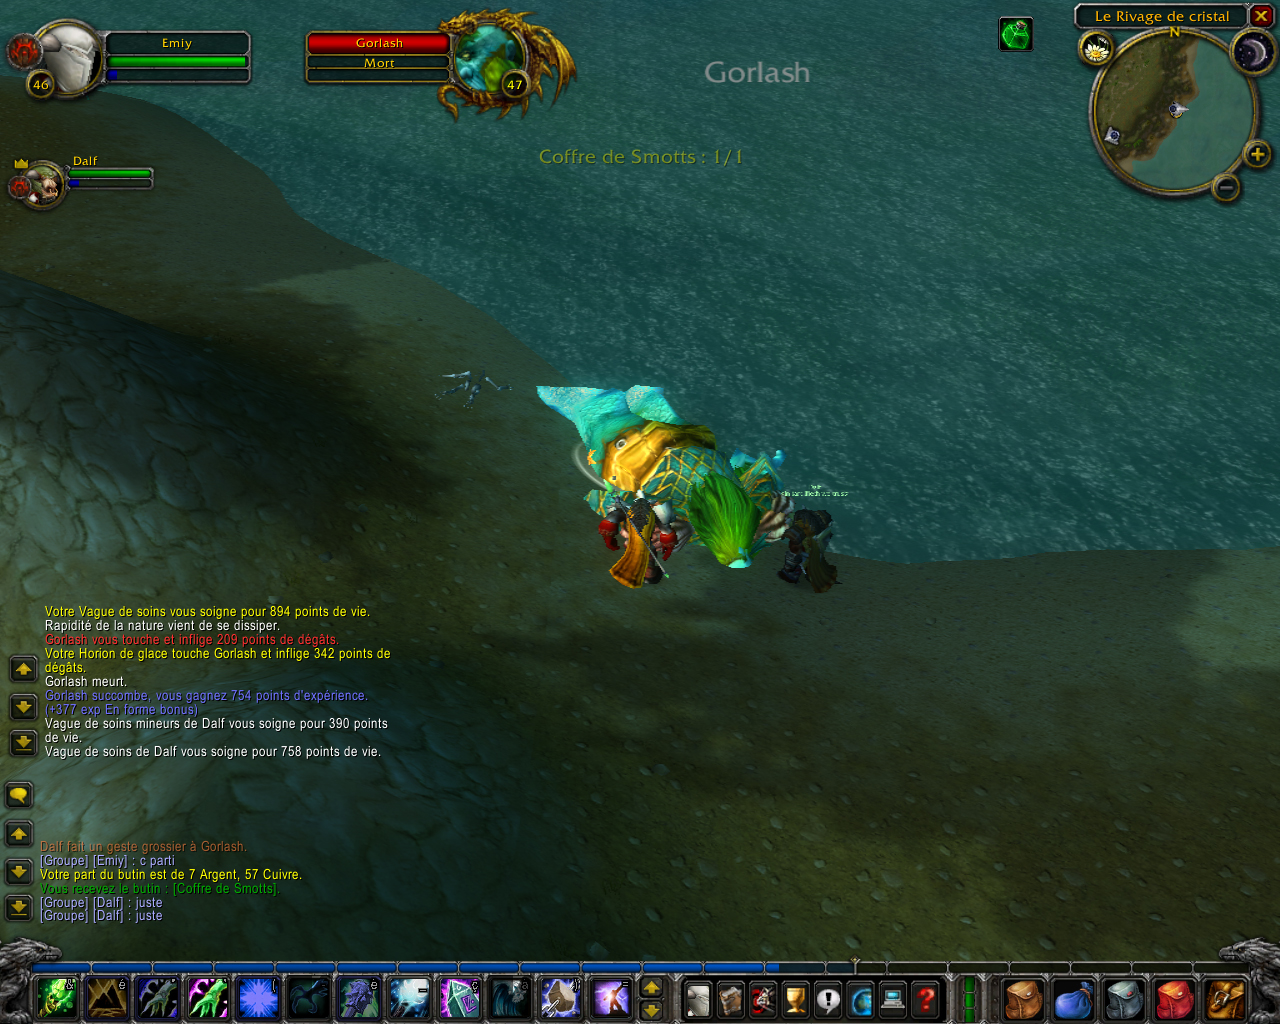 Emiy
46
Gorlash
Mort
47
Gorlash
Le Rivage de cristal
N
Dalf
Coffre de Smotts : 1/1
Votre Vague de soins vous soigne pour 894 points de vie.
Rapidité de la nature vient de se dissiper.
Gorlash vous touche et inflige 209 points de dégâts.
Votre Horion de glace touche Gorlash et inflige 342 points de
dégâts.
Gorlash meurt.
Gorlash succombe, vous gagnez 754 points d'expérience.
(+377 exp En forme bonus)
Vague de soins mineurs de Dalf vous soigne pour 390 points
de vie.
Vague de soins de Dalf vous soigne pour 758 points de vie.
Dalf fait un geste grossier à Gorlash.
[Groupe] [Emiy] : c parti
Votre part du butin est de 7 Argent, 57 Cuivre.
Vous recevez le butin : [Coffre de Smotts].
[Groupe] [Dalf] : juste
[Groupe] [Dalf] : juste